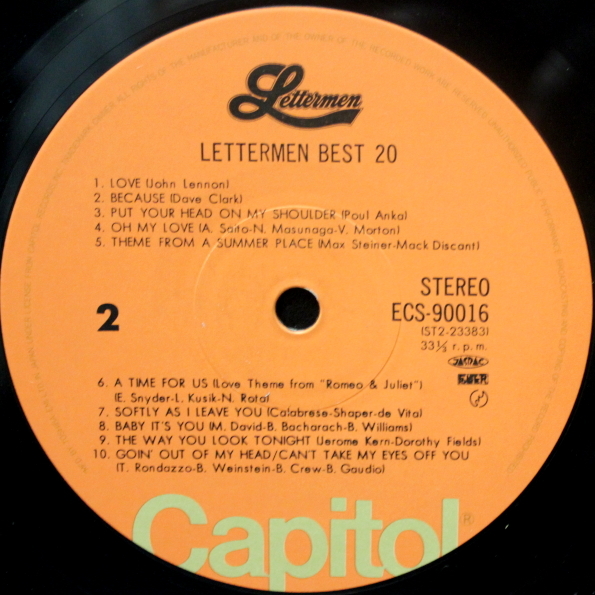 Lettermen
LETTERMEN BEST 20
1. LOVE (John Lennon)
2. BECAUSE (Dave Clark)
3. PUT YOUR HEAD ON MY SHOULDER (Poul Anka)
4. OH MY LOVE (A. Saito-N. Masunaga-V. Morton)
5. THEME FROM A SUMMER PLACE (Max Steiner-Mack Discant)
2
STEREO
ECS-90016
(ST2-23383)
33⅓ r. p. m.
JASRAC
6. A TIME FOR US (Love Theme from "Romeo & Juliet")
(E. Snyder-L. Kusik-N. Rota)
7. SOFTLY AS I LEAVE YOU (Calabrese-Shaper-de Vita)
8. BABY IT'S YOU (M. David-B. Bacharach-B. Williams)
9. THE WAY YOU LOOK TONIGHT (Jerome Kern-Dorothy Fields)
10. GOIN' OUT OF MY HEAD/CAN'T TAKE MY EYES OFF YOU
(T. Rondazzo-B. Weinstein-B. Crew-B. Gaudio)
Capitol®